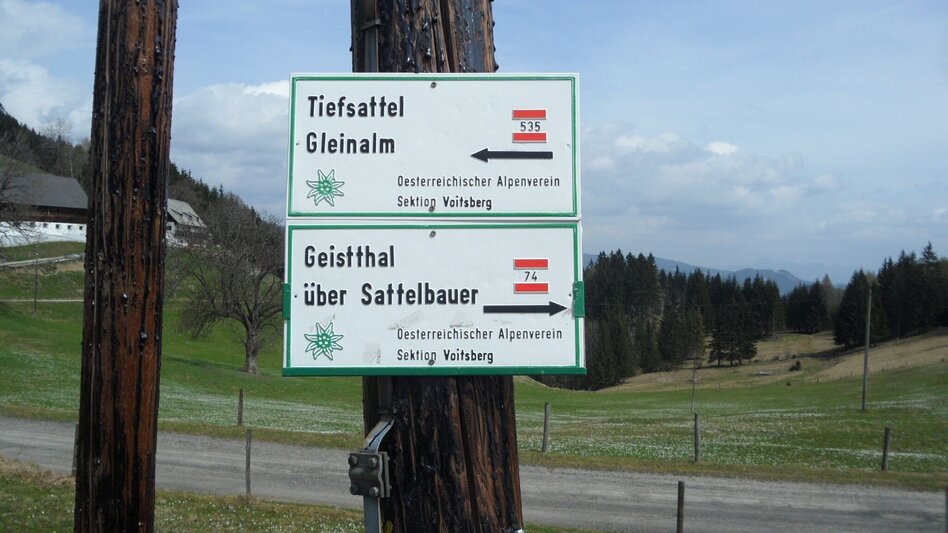 Tiefsattel
535
Gleinalm
Oesterreichischer Alpenverein
Sektion Voitsberg
Geistthal
74
über Sattelbauer
Oesterreichischer Alpenverein
Sektion Voitsberg